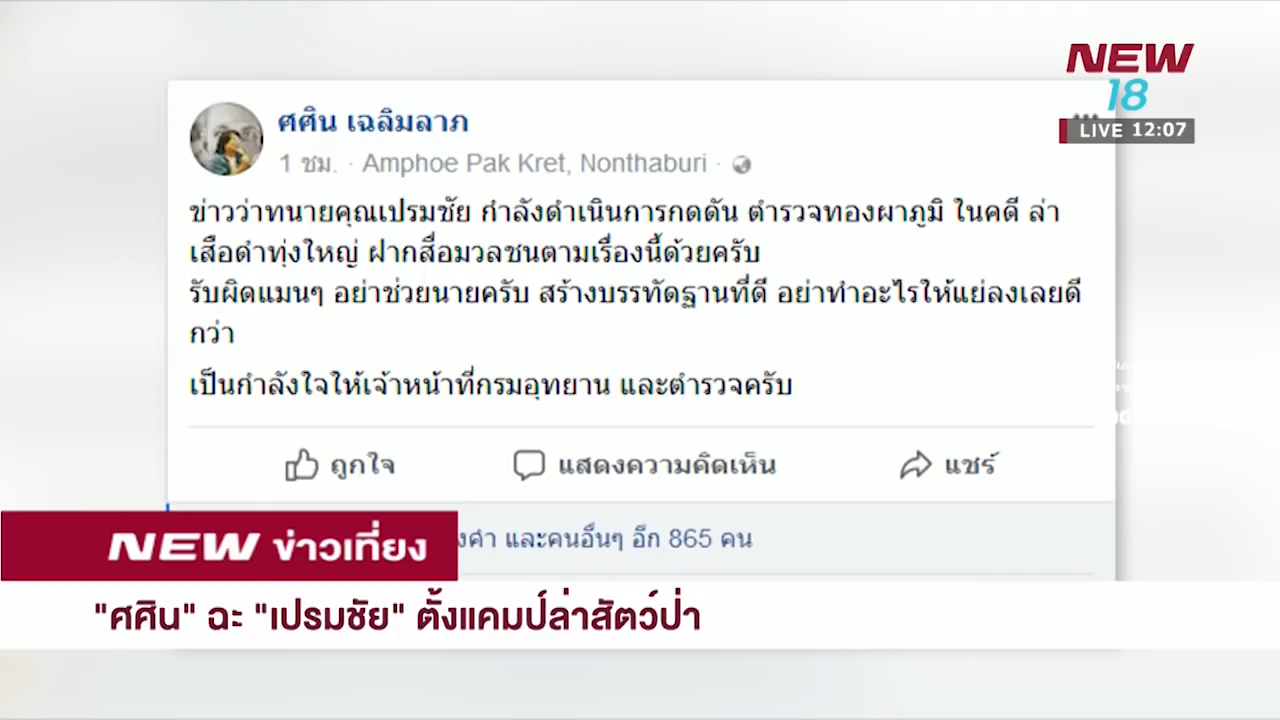 NEW
18
LIVE 12:07
ศศิน เฉลิมลาภ
1 ชม. · Amphoe Pak Kret, Nonthaburi ·
ข่าวว่าทนายคุณเปรมชัย กำลังดำเนินการกดดัน ตำรวจทองผาภูมิ ในคดี ล่า
เสือดำทุ่งใหญ่ ฝากสื่อมวลชนตามเรื่องนี้ด้วยครับ
รับผิดแมนๆ อย่าช่วยนายครับ สร้างบรรทัดฐานที่ดี อย่าทำอะไรให้แย่ลงเลยดี
กว่า
เป็นกำลังใจให้เจ้าหน้าที่กรมอุทยาน และตำรวจครับ
ถูกใจ แสดงความคิดเห็น แชร์
และคนอื่นๆ อีก 865 คน
NEW ข่าวเที่ยง
"ศศิน" ฉะ "เปรมชัย" ตั้งแคมป์ล่าสัตว์ป่า